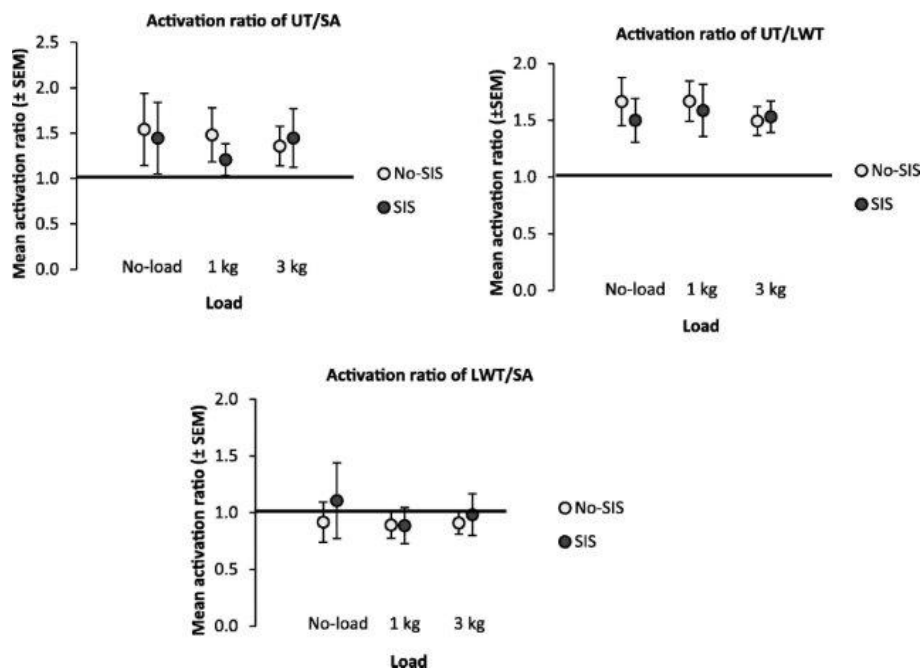 Activation ratio of UT/SA
Mean activation ratio (± SEM)
2.5
2.0
1.5
1.0
0.5
0.0
No-load 1 kg 3 kg
Load
No-SIS
SIS
Activation ratio of UT/LWT
Mean activation ratio (±SEM)
2.0
1.5
1.0
0.5
0.0
No-load 1 kg 3 kg
Load
No-SIS
SIS
Activation ratio of LWT/SA
Mean activation ratio (± SEM)
2.0
1.5
1.0
0.5
0.0
No-load 1 kg 3 kg
Load
No-SIS
SIS